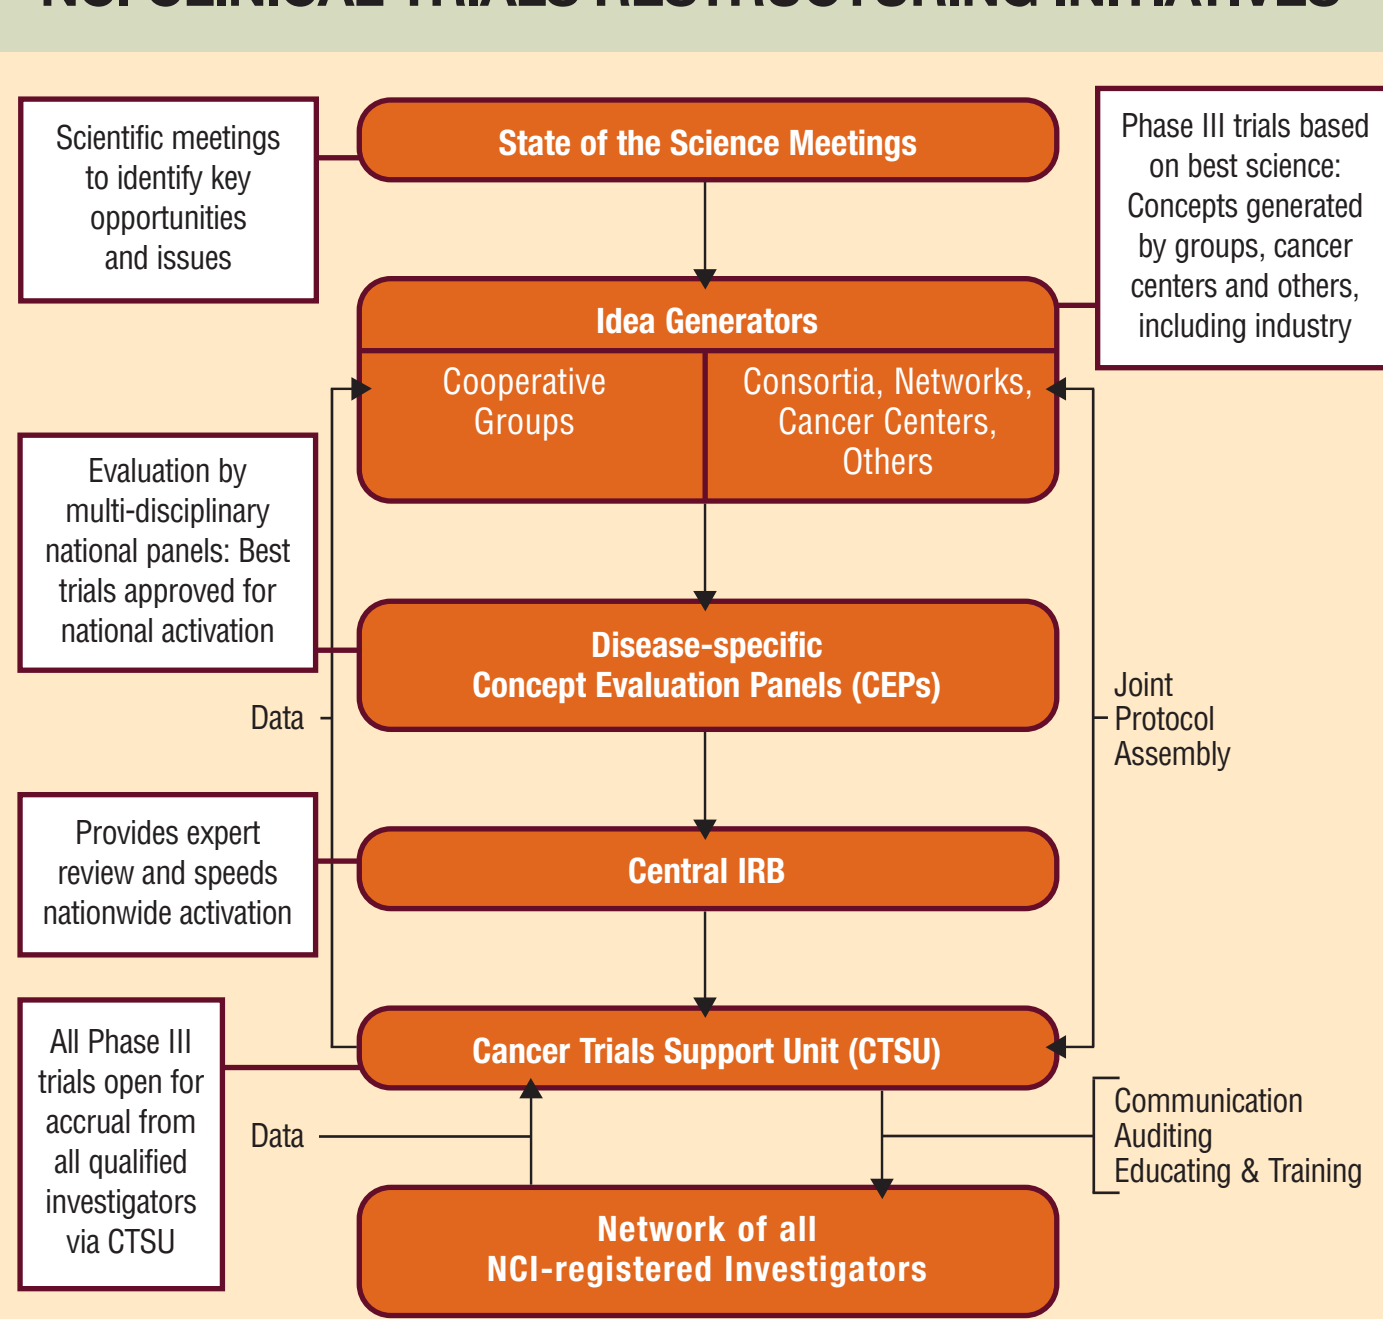 NCI CLINICAL TRIALS RESTRUCTURING INITIATIVES
Scientific meetings
to identify key
opportunities
and issues
State of the Science Meetings
Phase III trials based
on best science:
Concepts generated
by groups, cancer
centers and others,
including industry
Idea Generators
Cooperative
Groups
Consortia, Networks,
Cancer Centers,
Others
Evaluation by
multi-disciplinary
national panels: Best
trials approved for
national activation
Disease-specific
Concept Evaluation Panels (CEPs)
Data
Joint
Protocol
Assembly
Provides expert
review and speeds
nationwide activation
Central IRB
All Phase III
trials open for
accrual from
all qualified
investigators
via CTSU
Cancer Trials Support Unit (CTSU)
Data
Communication
Auditing
Educating & Training
Network of all
NCI-registered Investigators